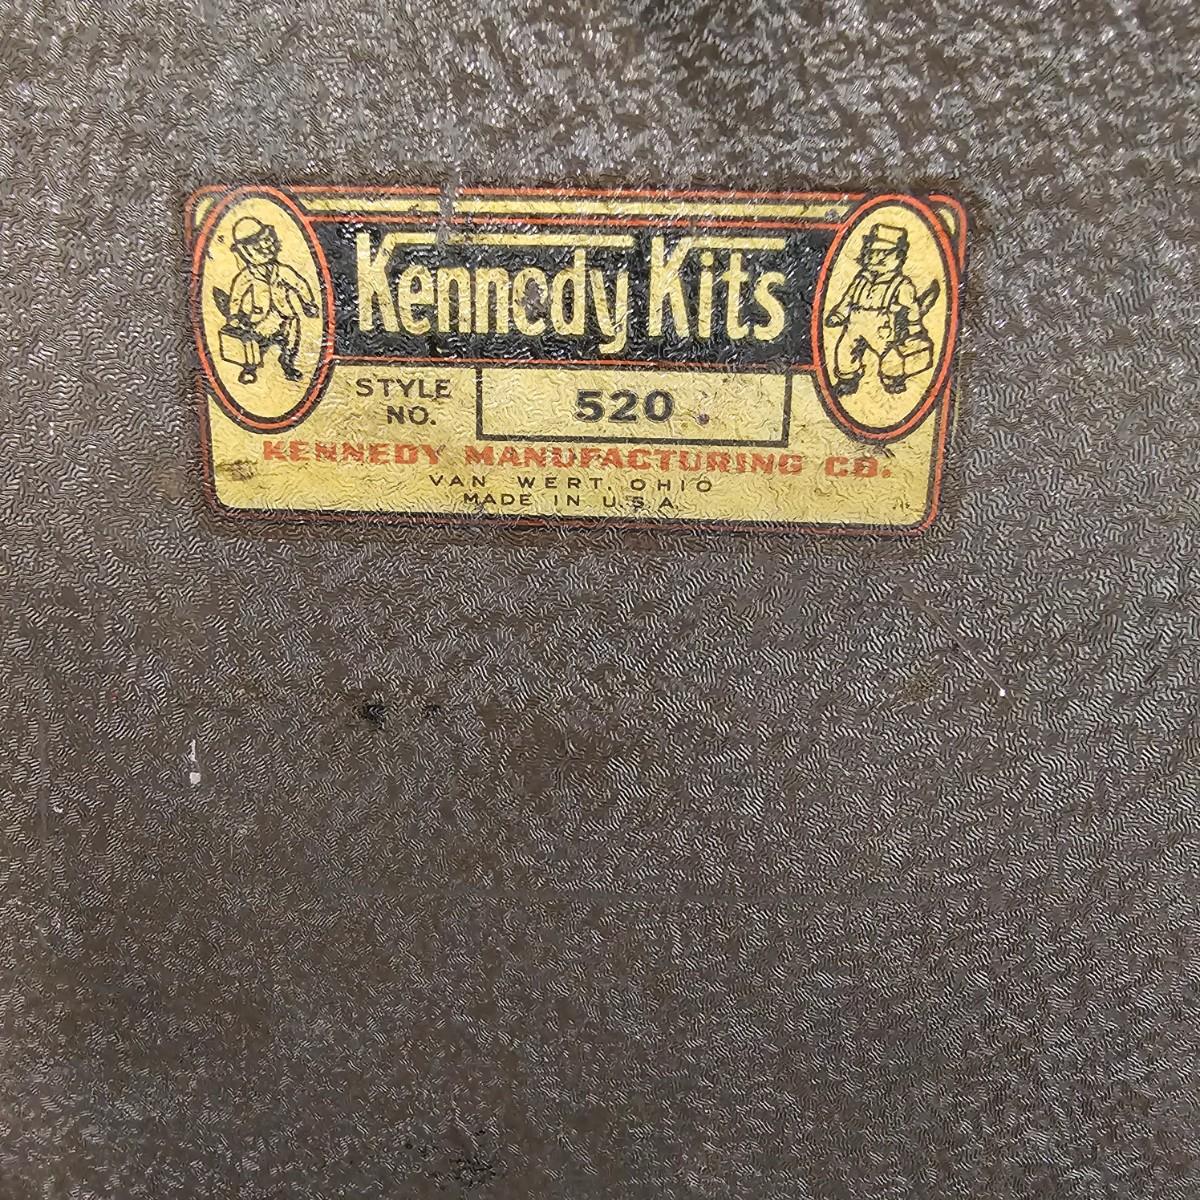 Kennedy Kits
STYLE
NO.
520
KENNEDY MANUFACTURING CO.
VAN WERT, OHIO
MADE IN U.S.A.